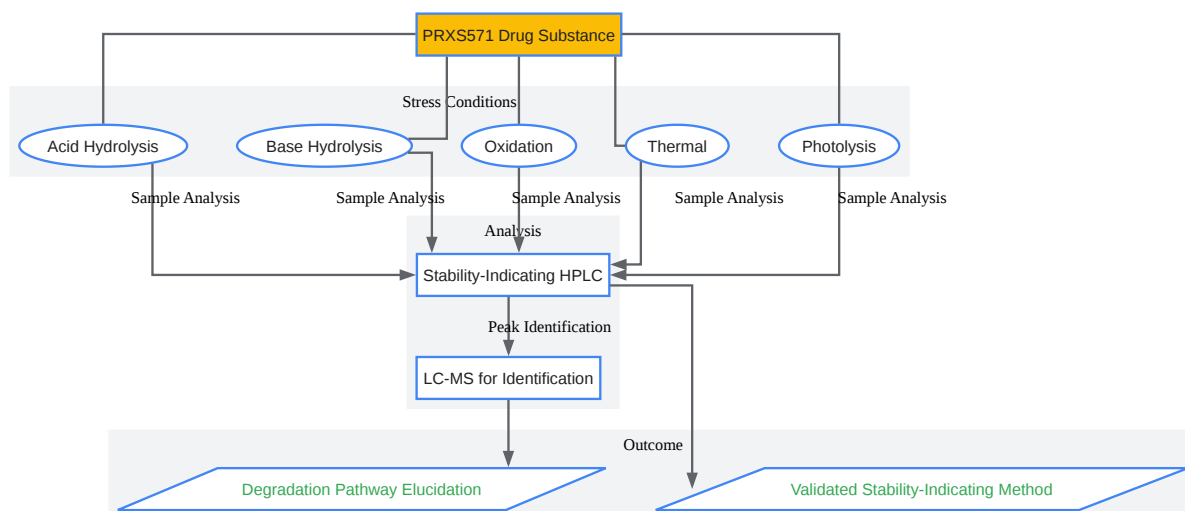 PRXS571 Drug Substance
Stress Conditions
Acid Hydrolysis
Base Hydrolysis
Oxidation
Thermal
Photolysis
Sample Analysis
Sample Analysis
Sample Analysis
Sample Analysis
Sample Analysis
Analysis
Stability-Indicating HPLC
Peak Identification
LC-MS for Identification
Outcome
Degradation Pathway Elucidation
Validated Stability-Indicating Method